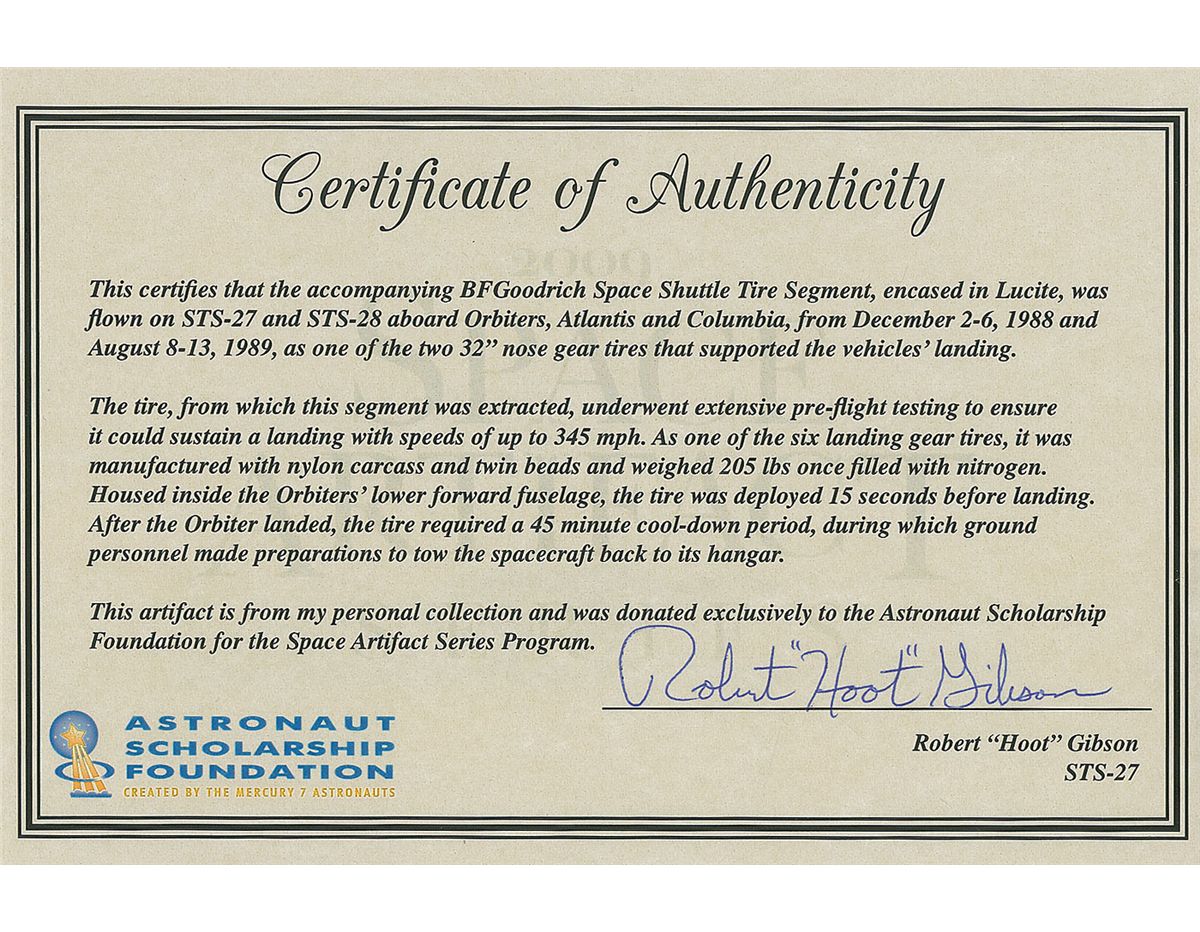 Certificate of Authenticity
2009
SPACE
ARTIFACT
This certifies that the accompanying BFGoodrich Space Shuttle Tire Segment, encased in Lucite, was
flown on STS-27 and STS-28 aboard Orbiters, Atlantis and Columbia, from December 2-6, 1988 and
August 8-13, 1989, as one of the two 32” nose gear tires that supported the vehicles’ landing.
The tire, from which this segment was extracted, underwent extensive pre-flight testing to ensure
it could sustain a landing with speeds of up to 345 mph. As one of the six landing gear tires, it was
manufactured with nylon carcass and twin beads and weighed 205 lbs once filled with nitrogen.
Housed inside the Orbiters’ lower forward fuselage, the tire was deployed 15 seconds before landing.
After the Orbiter landed, the tire required a 45 minute cool-down period, during which ground
personnel made preparations to tow the spacecraft back to its hangar.
This artifact is from my personal collection and was donated exclusively to the Astronaut Scholarship
Foundation for the Space Artifact Series Program.
Robert "Hoot" Gibson
Robert “Hoot” Gibson
STS-27
ASTRONAUT
SCHOLARSHIP
FOUNDATION
CREATED BY THE MERCURY 7 ASTRONAUTS